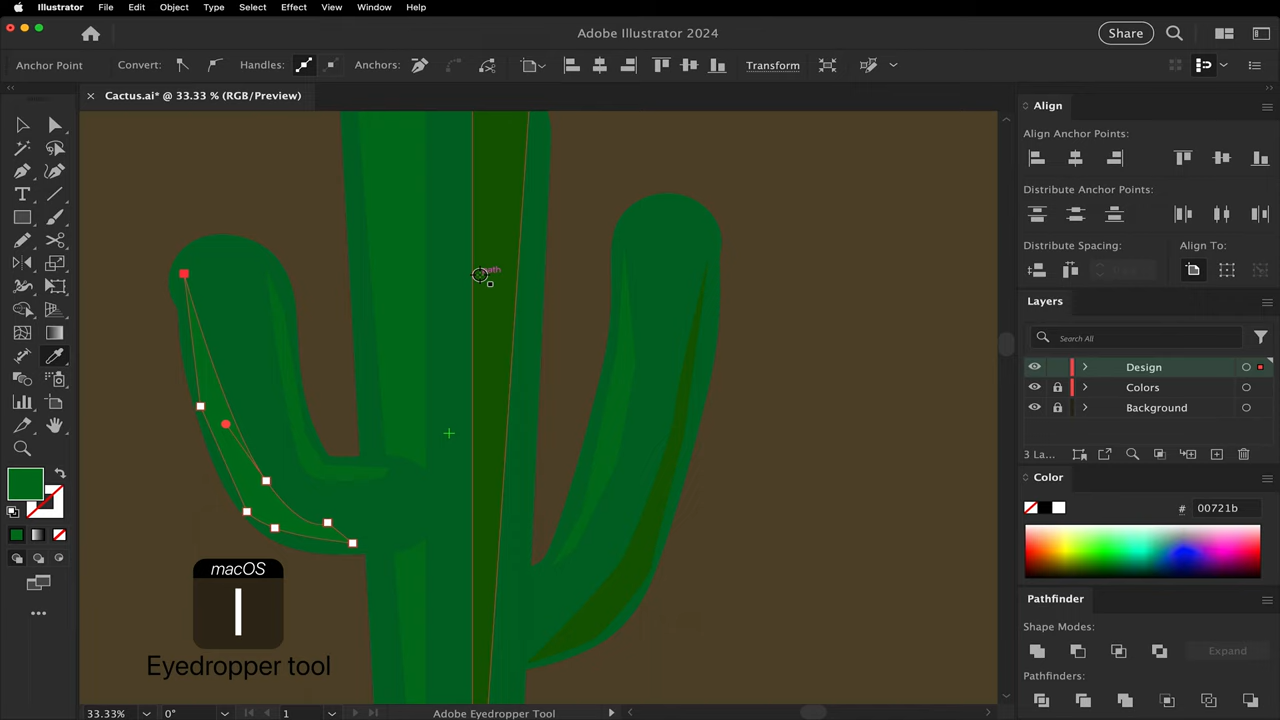 Illustrator File Edit Object Type Select Effect View Window Help
Adobe Illustrator 2024
Share
Anchor Point Convert: Handles: Anchors: Transform
Cactus.ai* @ 33.33 % (RGB/Preview)
Align
Align Anchor Points:
Distribute Anchor Points:
Distribute Spacing: Align To:
0 px
Layers
Search All
Design
Colors
Background
3 La...
Color
# 00721b
Pathfinder
Shape Modes:
Expand
Pathfinders:
path
macOS
I
Eyedropper tool
33.33% 0° 1 Adobe Eyedropper Tool